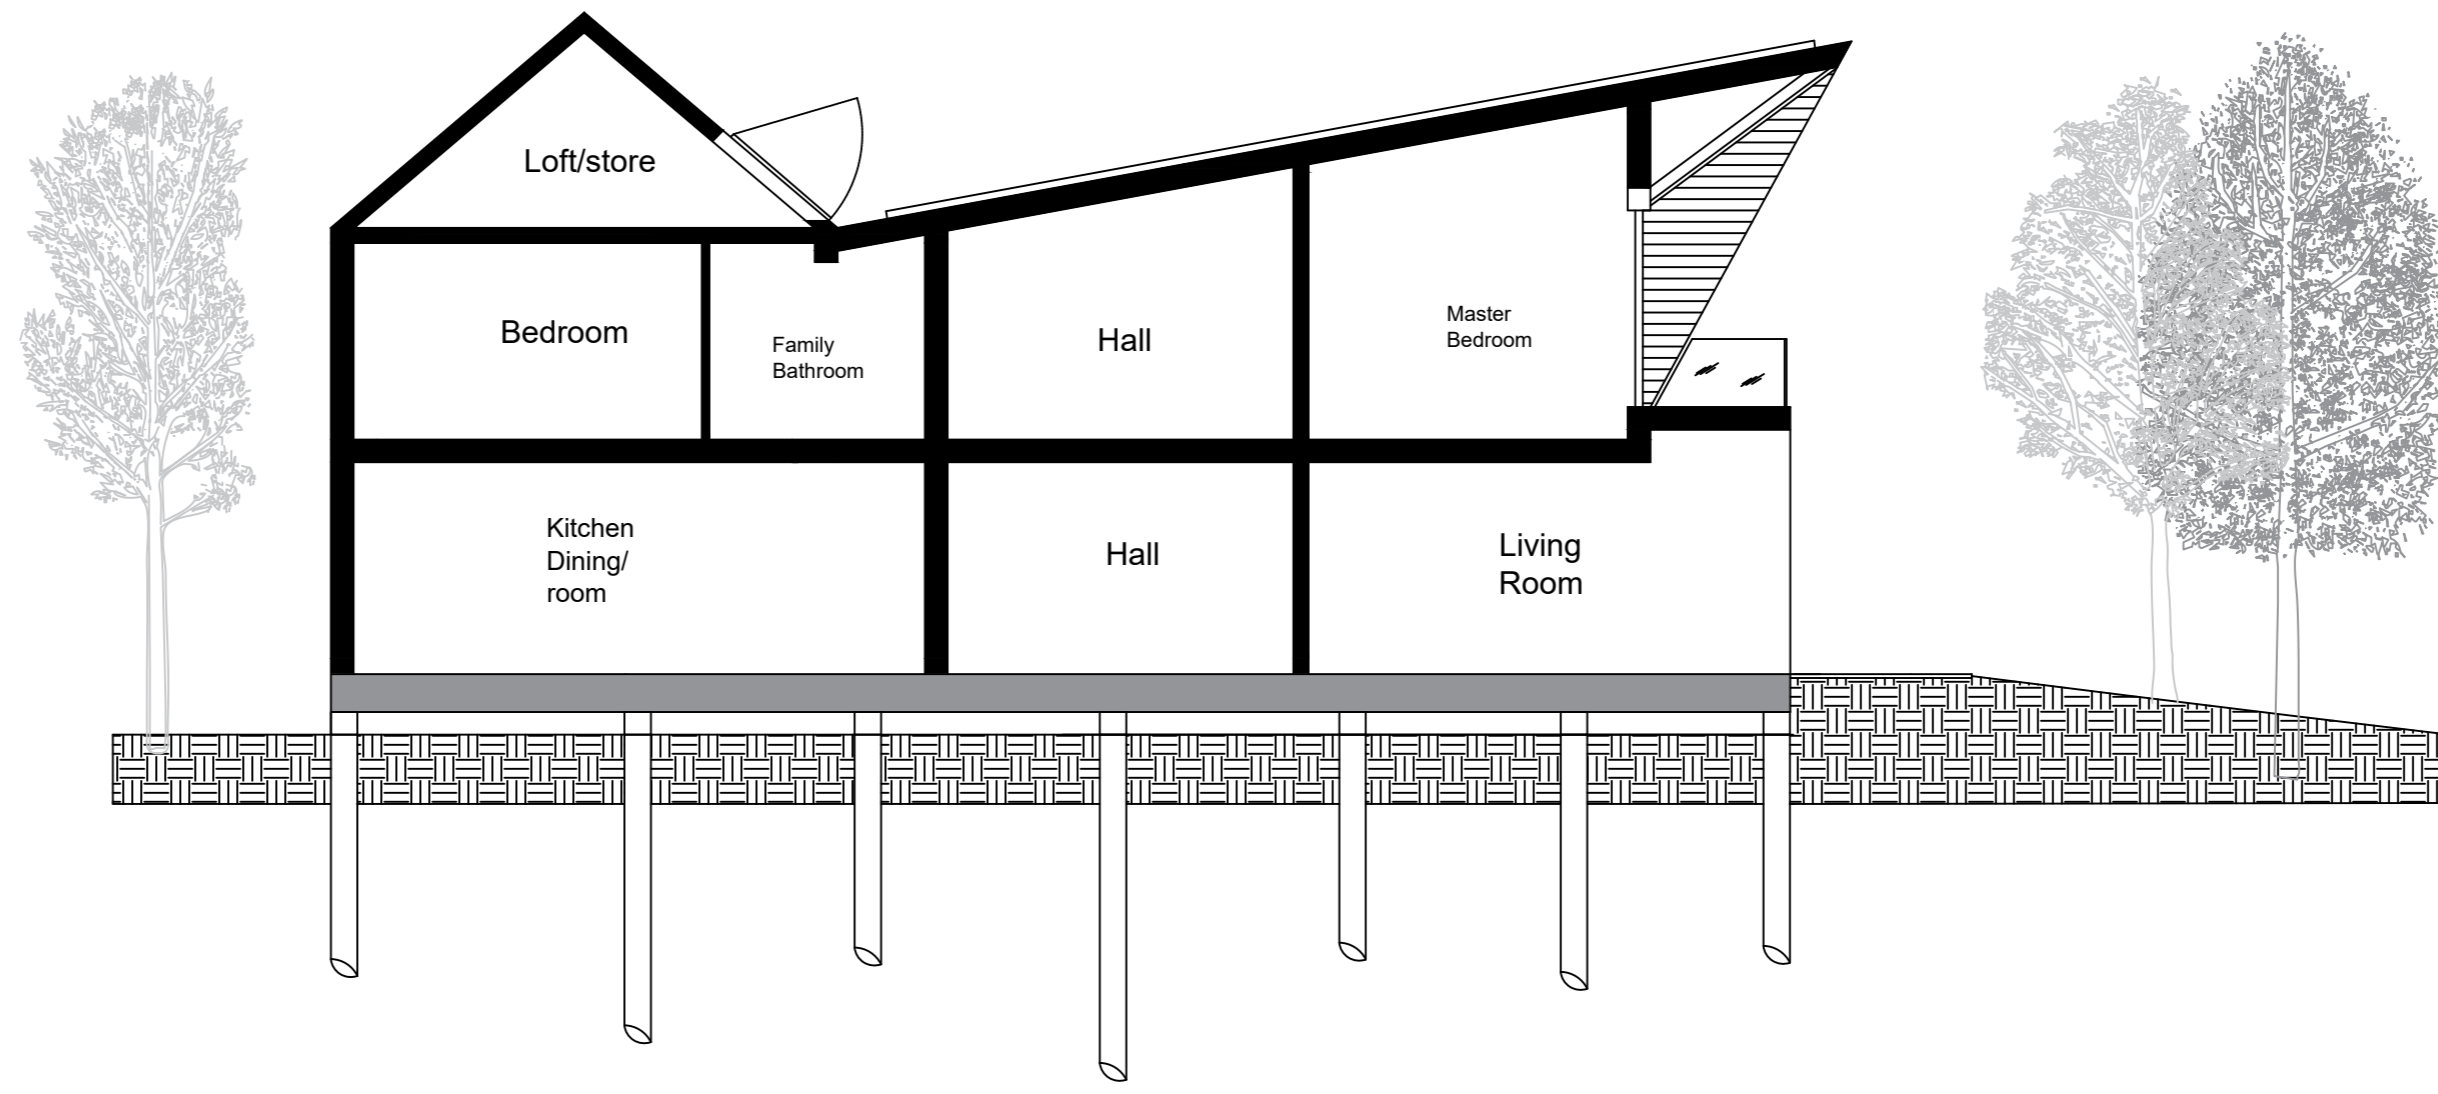 Loft/store
Bedroom
Family
Bathroom
Hall
Master
Bedroom
Kitchen
Dining/
room
Hall
Living
Room